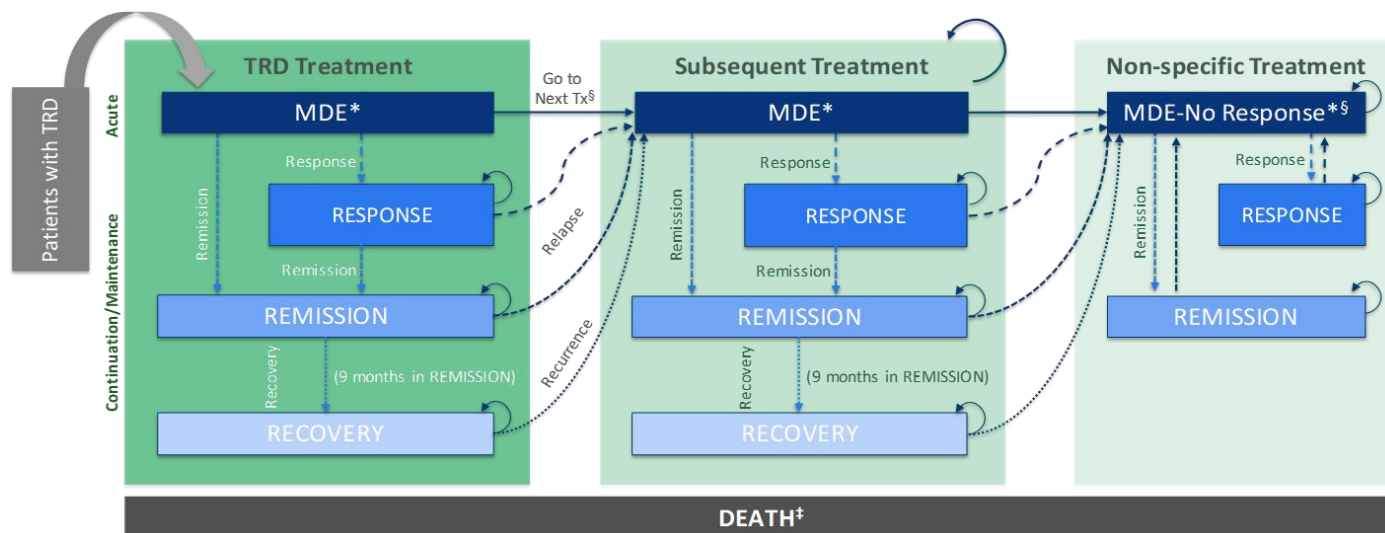 Patients with TRD
Acute
Continuation/Maintenance
TRD Treatment
MDE*
Response
Remission
RESPONSE
Remission
REMISSION
Recovery
(9 months in REMISSION)
RECOVERY
Go to
Next Tx§
Relapse
Recurrence
Subsequent Treatment
MDE*
Response
Remission
RESPONSE
Remission
REMISSION
Recovery
(9 months in REMISSION)
RECOVERY
Non-specific Treatment
MDE-No Response*§
Response
Remission
RESPONSE
REMISSION
DEATH‡